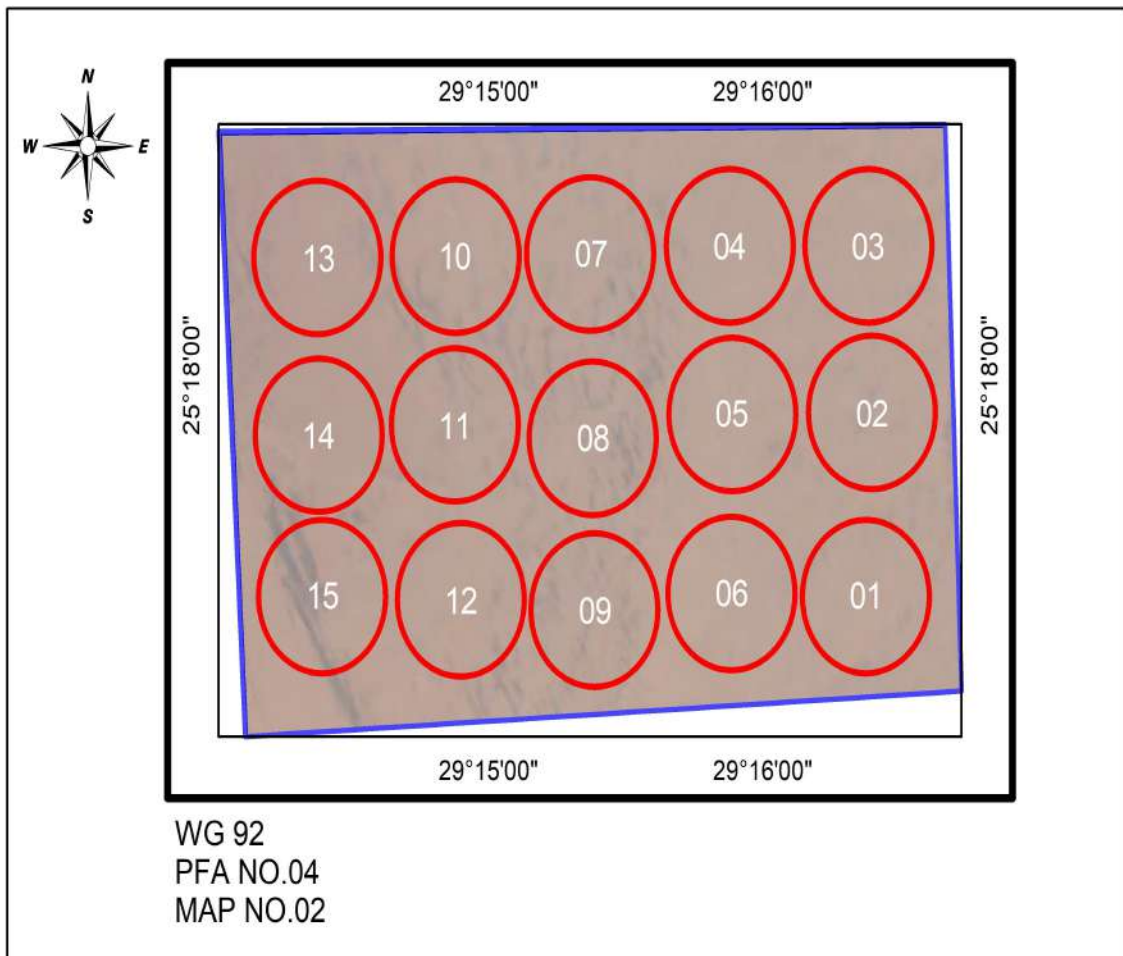 N
W E
S
29°15'00" 29°16'00"
13 10 07 04 03
25°18'00" 25°18'00"
14 11 08 05 02
15 12 09 06 01
29°15'00" 29°16'00"
WG 92
PFA NO.04
MAP NO.02